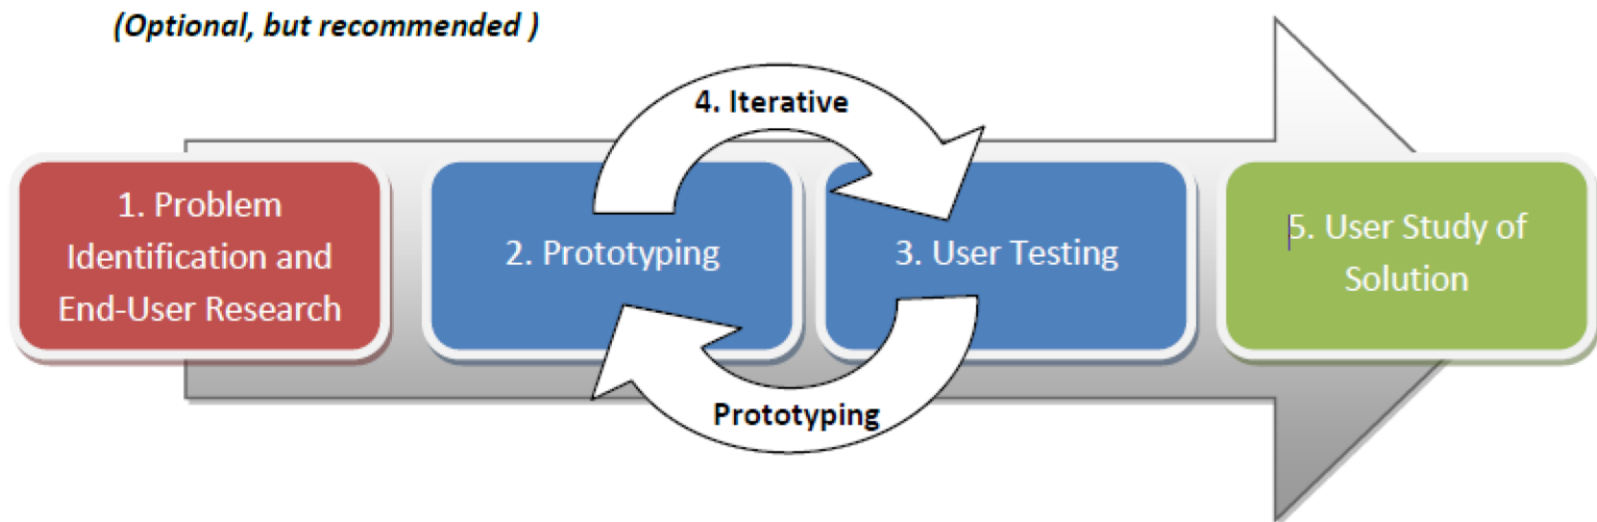 (Optional, but recommended )
4. Iterative
1. Problem
Identification and
End-User Research
2. Prototyping
3. User Testing
5. User Study of
Solution
Prototyping